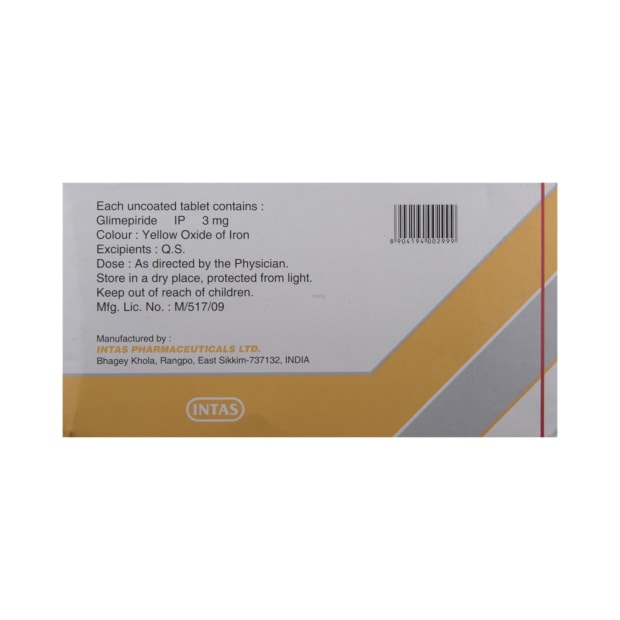 Each uncoated tablet contains :
Glimepiride IP 3 mg
Colour : Yellow Oxide of Iron
Excipients : Q.S.
Dose : As directed by the Physician.
Store in a dry place, protected from light.
Keep out of reach of children.
Mfg. Lic. No. : M/517/09
8904194002999
Manufactured by :
INTAS PHARMACEUTICALS LTD.
Bhagey Khola, Rangpo, East Sikkim-737132, INDIA
INTAS